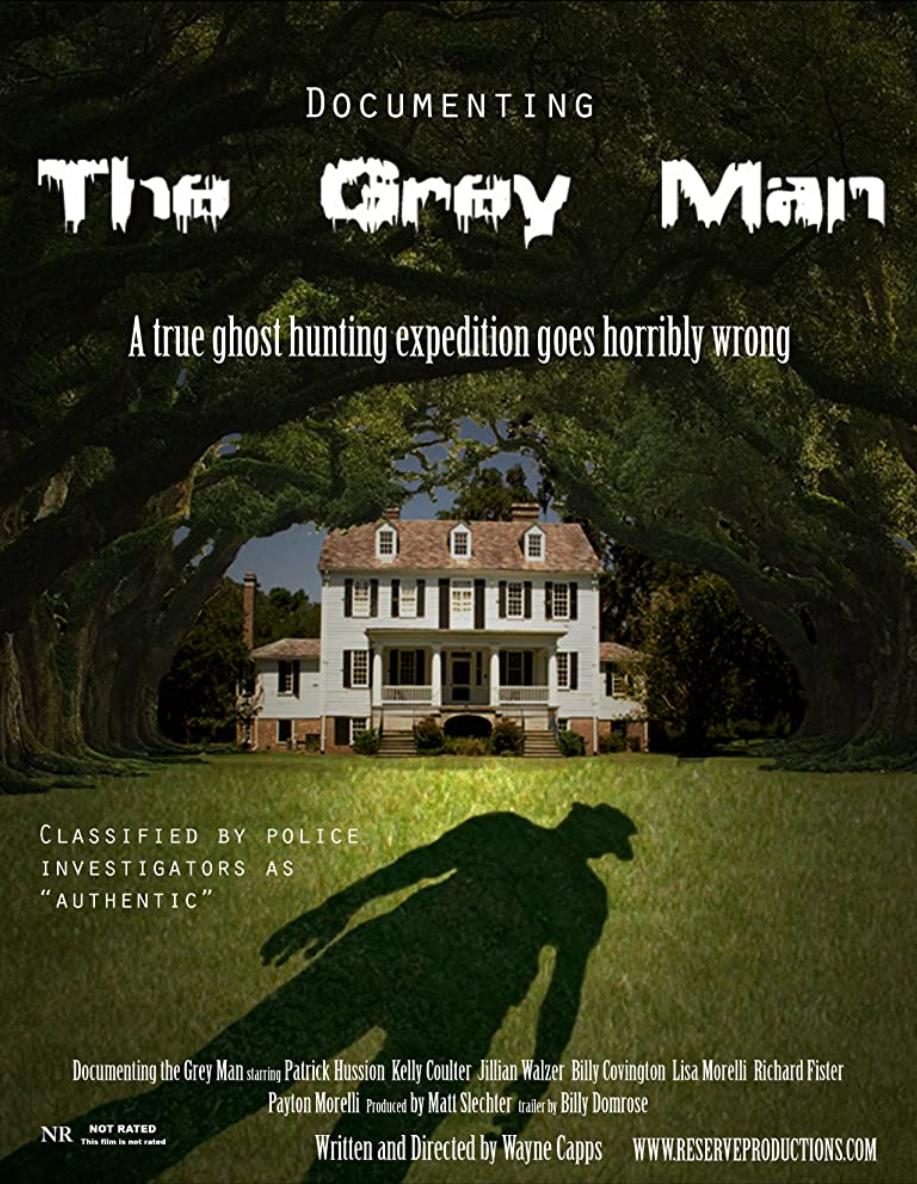 DOCUMENTING
The Grey Man
A true ghost hunting expedition goes horribly wrong
CLASSIFIED BY POLICE
INVESTIGATORS AS
“AUTHENTIC”
Documenting the Grey Man starring Patrick Hussion Kelly Coulter Jillian Walzer Billy Covington Lisa Morelli Richard Fister
Payton Morelli Produced by Matt Slechter trailer by Billy Domrose
NR NOT RATED
This film is not rated
Written and Directed by Wayne Capps WWW.RESERVEPRODUCTIONS.COM